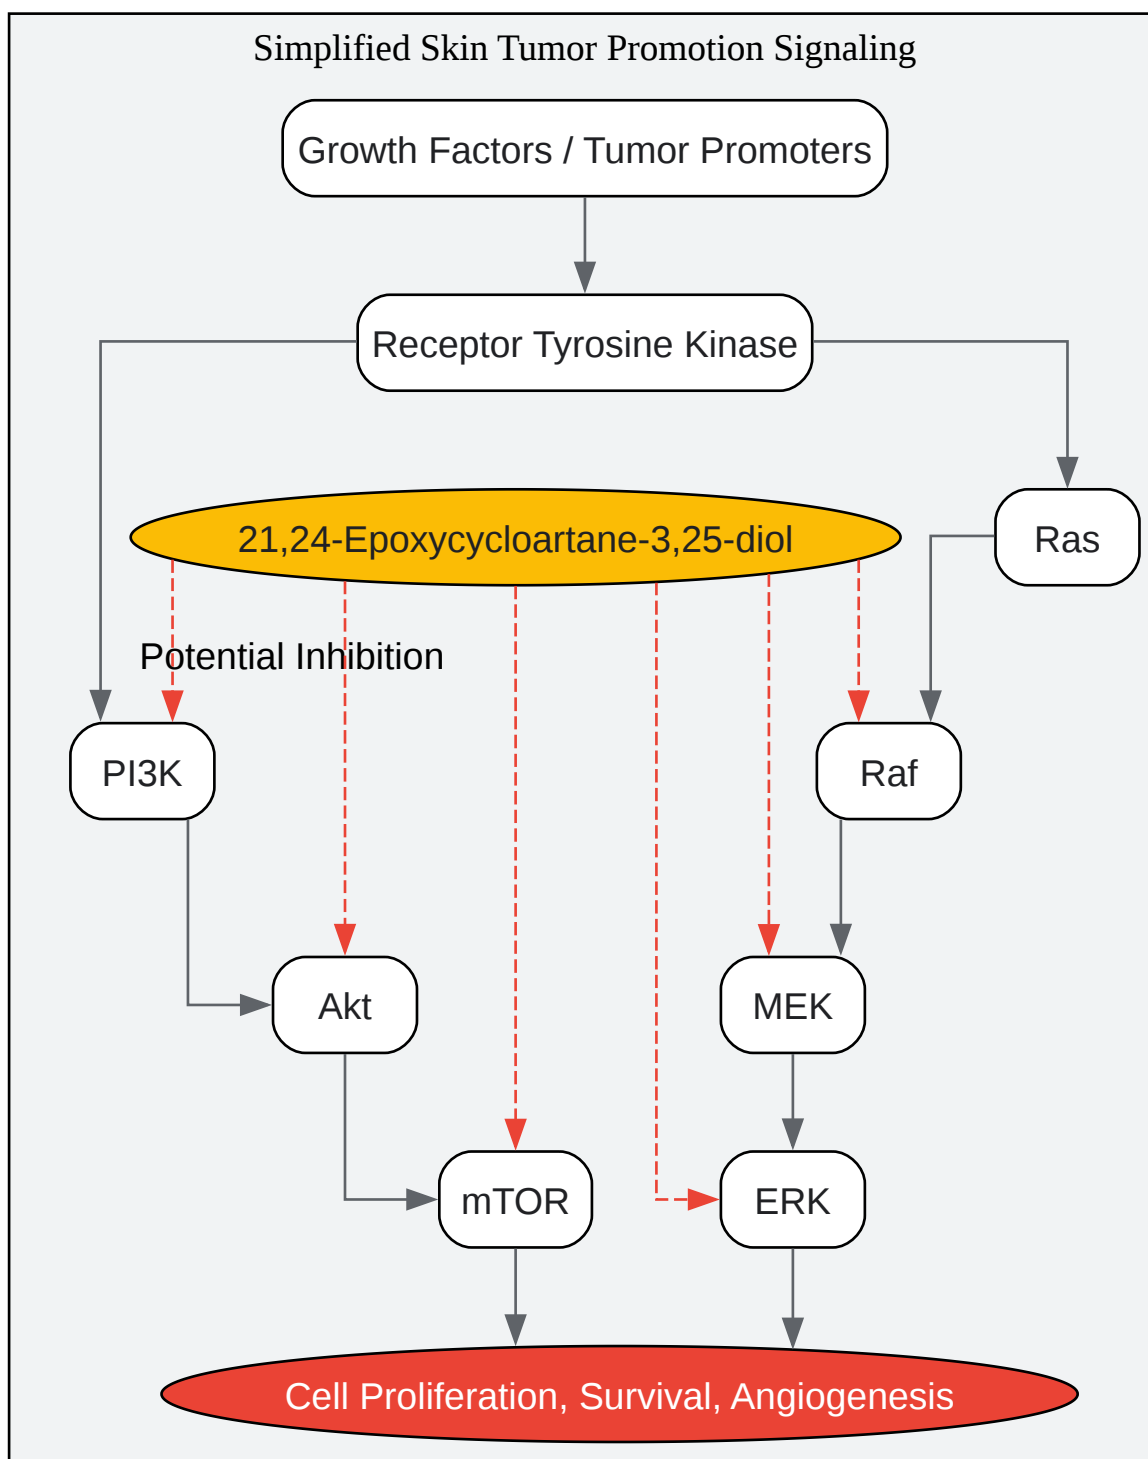 Simplified Skin Tumor Promotion Signaling
Growth Factors / Tumor Promoters
Receptor Tyrosine Kinase
21,24-Epoxycycloartane-3,25-diol
Ras
Potential Inhibition
PI3K
Raf
Akt
MEK
mTOR
ERK
Cell Proliferation, Survival, Angiogenesis